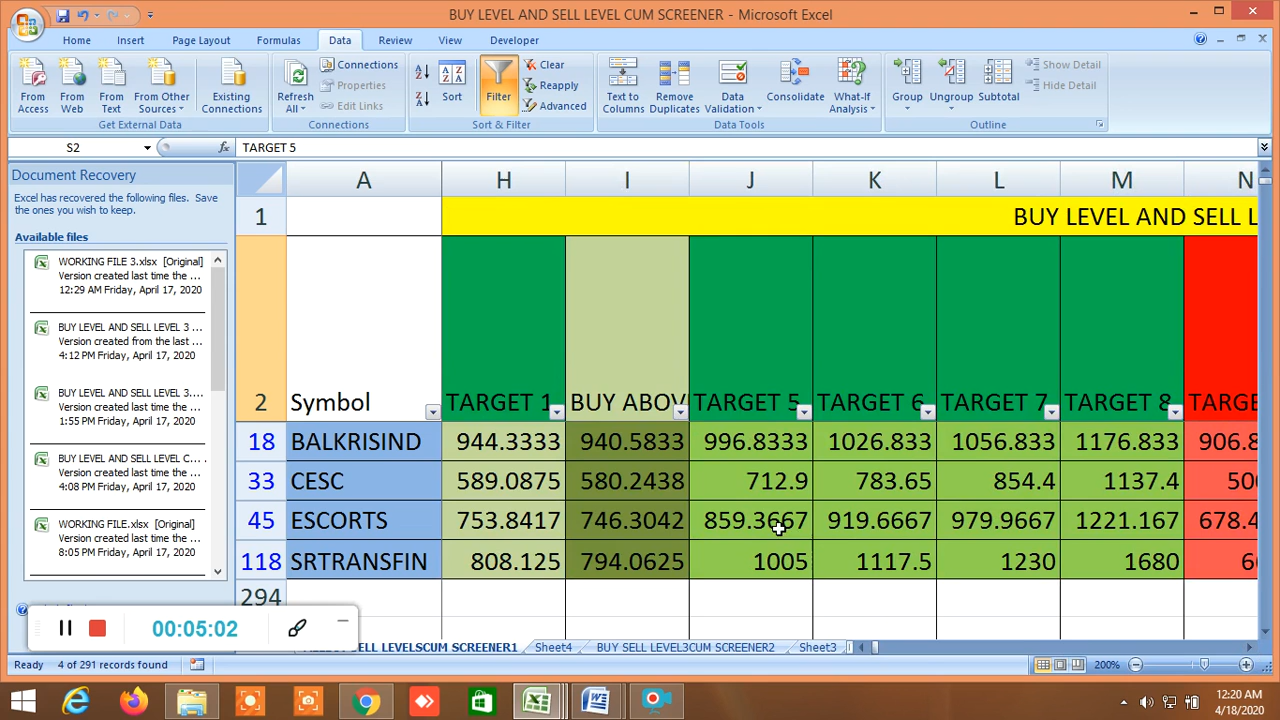 BUY LEVEL AND SELL LEVEL CUM SCREENER - Microsoft Excel
Home Insert Page Layout Formulas Data Review View Developer
From Access
From Web
From Text
From Other Sources
Existing Connections
Get External Data
Refresh All
Connections
Properties
Edit Links
Connections
Sort
Filter
Clear
Reapply
Advanced
Sort & Filter
Text to Columns
Remove Duplicates
Data Validation
Consolidate
What-If Analysis
Data Tools
Group
Ungroup
Subtotal
Show Detail
Hide Detail
Outline
S2 fx TARGET 5
Document Recovery
Excel has recovered the following files. Save
the ones you wish to keep.
Available files
WORKING FILE 3.xlsx [Original]
Version created last time the ...
12:29 AM Friday, April 17, 2020
BUY LEVEL AND SELL LEVEL 3 ...
Version created from the last ...
4:12 PM Friday, April 17, 2020
BUY LEVEL AND SELL LEVEL 3....
Version created last time the ...
1:55 PM Friday, April 17, 2020
BUY LEVEL AND SELL LEVEL C...
Version created last time the ...
4:08 PM Friday, April 17, 2020
WORKING FILE.xlsx [Original]
Version created last time the ...
8:05 PM Friday, April 17, 2020
A H I J K L M N
1 BUY LEVEL AND SELL L
2 Symbol TARGET 1 BUY ABOV TARGET 5 TARGET 6 TARGET 7 TARGET 8 TARGE
18 BALKRISIND 944.3333 940.5833 996.8333 1026.833 1056.833 1176.833 906.8
33 CESC 589.0875 580.2438 712.9 783.65 854.4 1137.4 50
45 ESCORTS 753.8417 746.3042 859.3667 919.6667 979.9667 1221.167 678.4
118 SRTRANSFIN 808.125 794.0625 1005 1117.5 1230 1680 6
294
00:05:02
SELL LEVELSCUM SCREENER1 Sheet4 BUY SELL LEVEL3CUM SCREENER2 Sheet3
Ready 4 of 291 records found 200%
12:20 AM
4/18/2020